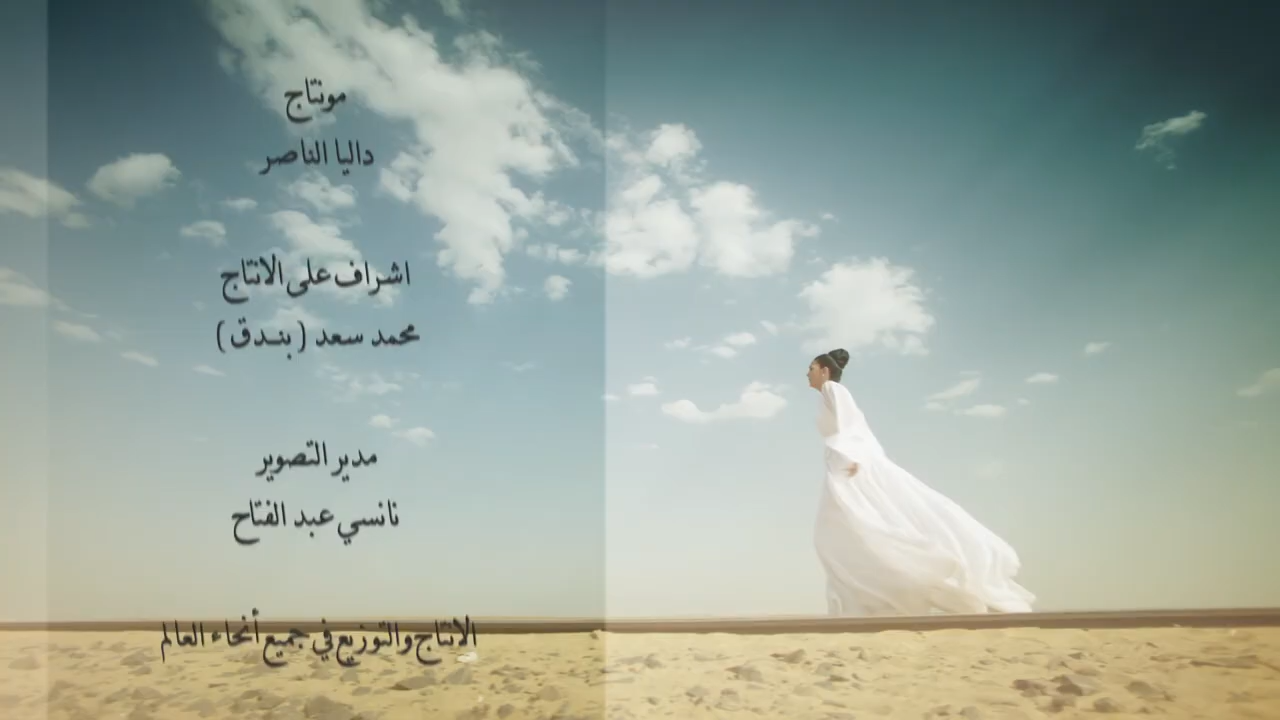 مونتاج
داليا الناصر
اشراف على الانتاج
محمد سعد (بندق)
مدير التصوير
نانسي عبد الفتاح
الانتاج والتوزيع في جميع أنحاء العالم